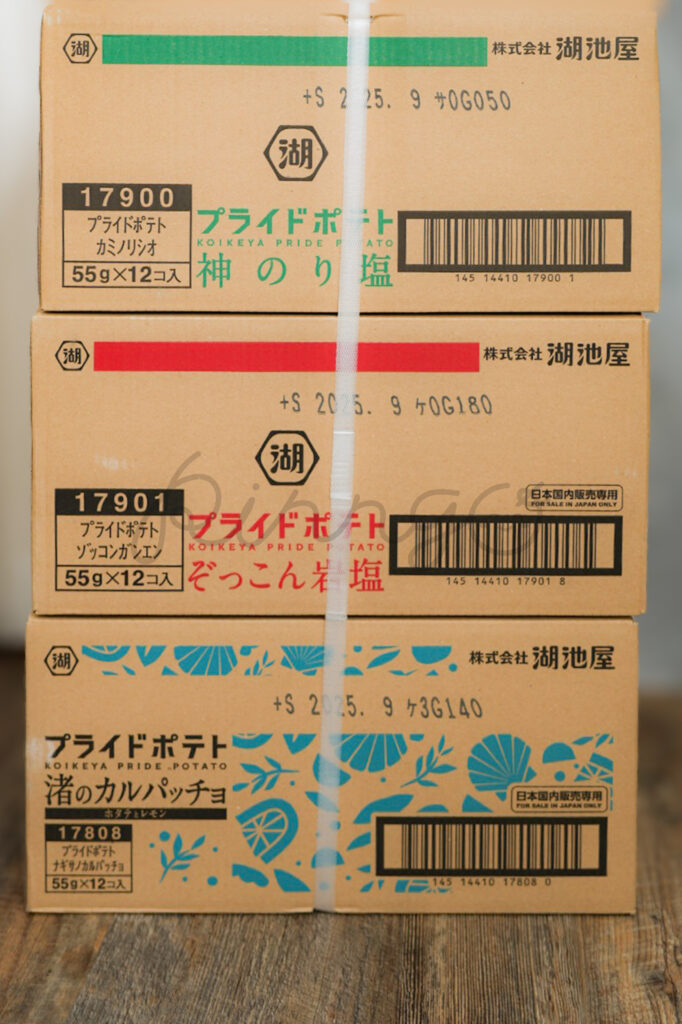 湖
株式会社 湖池屋
+S 2025. 9 サ0G050
湖
17900
プライドポテト
カミノリシオ
55g×12コ入
プライドポテト
KOIKEYA PRIDE POTATO
神のり塩
145 14410 17900 1
湖
株式会社 湖池屋
+S 2025. 9 ケ0G180
湖
日本国内販売専用
FOR SALE IN JAPAN ONLY
17901
プライドポテト
ゾッコンガンエン
55g×12コ入
プライドポテト
KOIKEYA PRIDE POTATO
ぞっこん岩塩
145 14410 17901 8
湖
株式会社 湖池屋
+S 2025. 9 ケ3G140
プライドポテト
KOIKEYA PRIDE POTATO
渚のカルパッチョ
ホタテとレモン
日本国内販売専用
FOR SALE IN JAPAN ONLY
17808
プライドポテト
ナギサノカルパッチョ
55g×12コ入
145 14410 17808 0